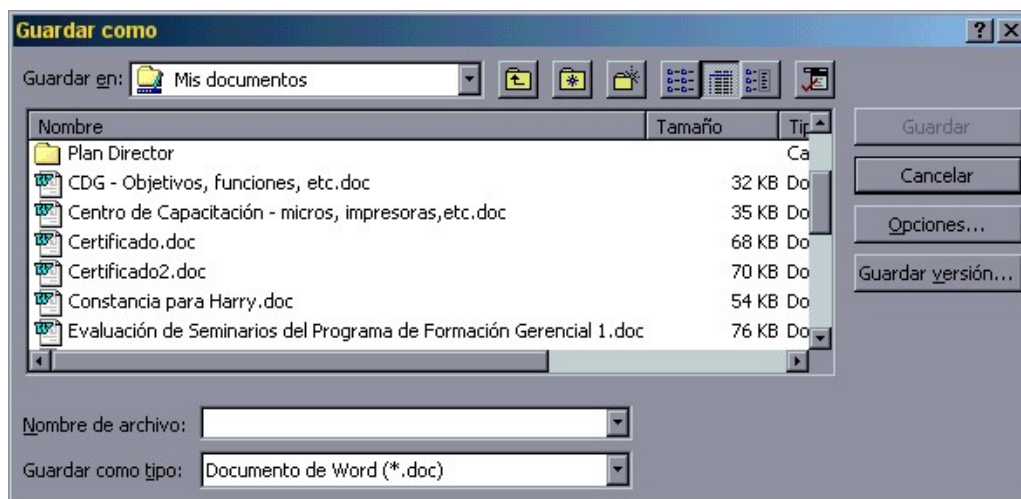 Guardar como
Guardar en: Mis documentos
Nombre Tamaño Tip
Plan Director Ca
CDG - Objetivos, funciones, etc.doc 32 KB Do
Centro de Capacitación - micros, impresoras,etc.doc 35 KB Do
Certificado.doc 68 KB Do
Certificado2.doc 70 KB Do
Constancia para Harry.doc 54 KB Do
Evaluación de Seminarios del Programa de Formación Gerencial 1.doc 76 KB Do
Guardar
Cancelar
Opciones...
Guardar versión...
Nombre de archivo:
Guardar como tipo: Documento de Word (*.doc)